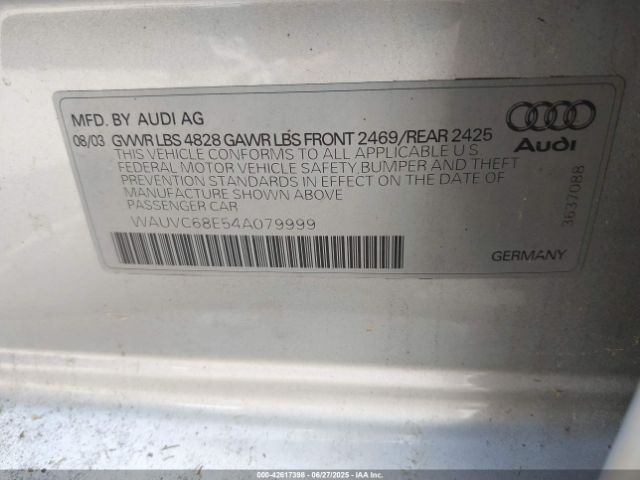 MFD. BY AUDI AG
08/03 GVWR LBS 4828 GAWR LBS FRONT 2469/REAR 2425
THIS VEHICLE CONFORMS TO ALL APPLICABLE U.S.
FEDERAL MOTOR VEHICLE SAFETY, BUMPER AND THEFT
PREVENTION STANDARDS IN EFFECT ON THE DATE OF
MANUFACTURE SHOWN ABOVE
PASSENGER CAR
WAUVC68E54A079999
Audi
3637088
GERMANY
000-42617398 | 06/27/2025 | IAAI.COM